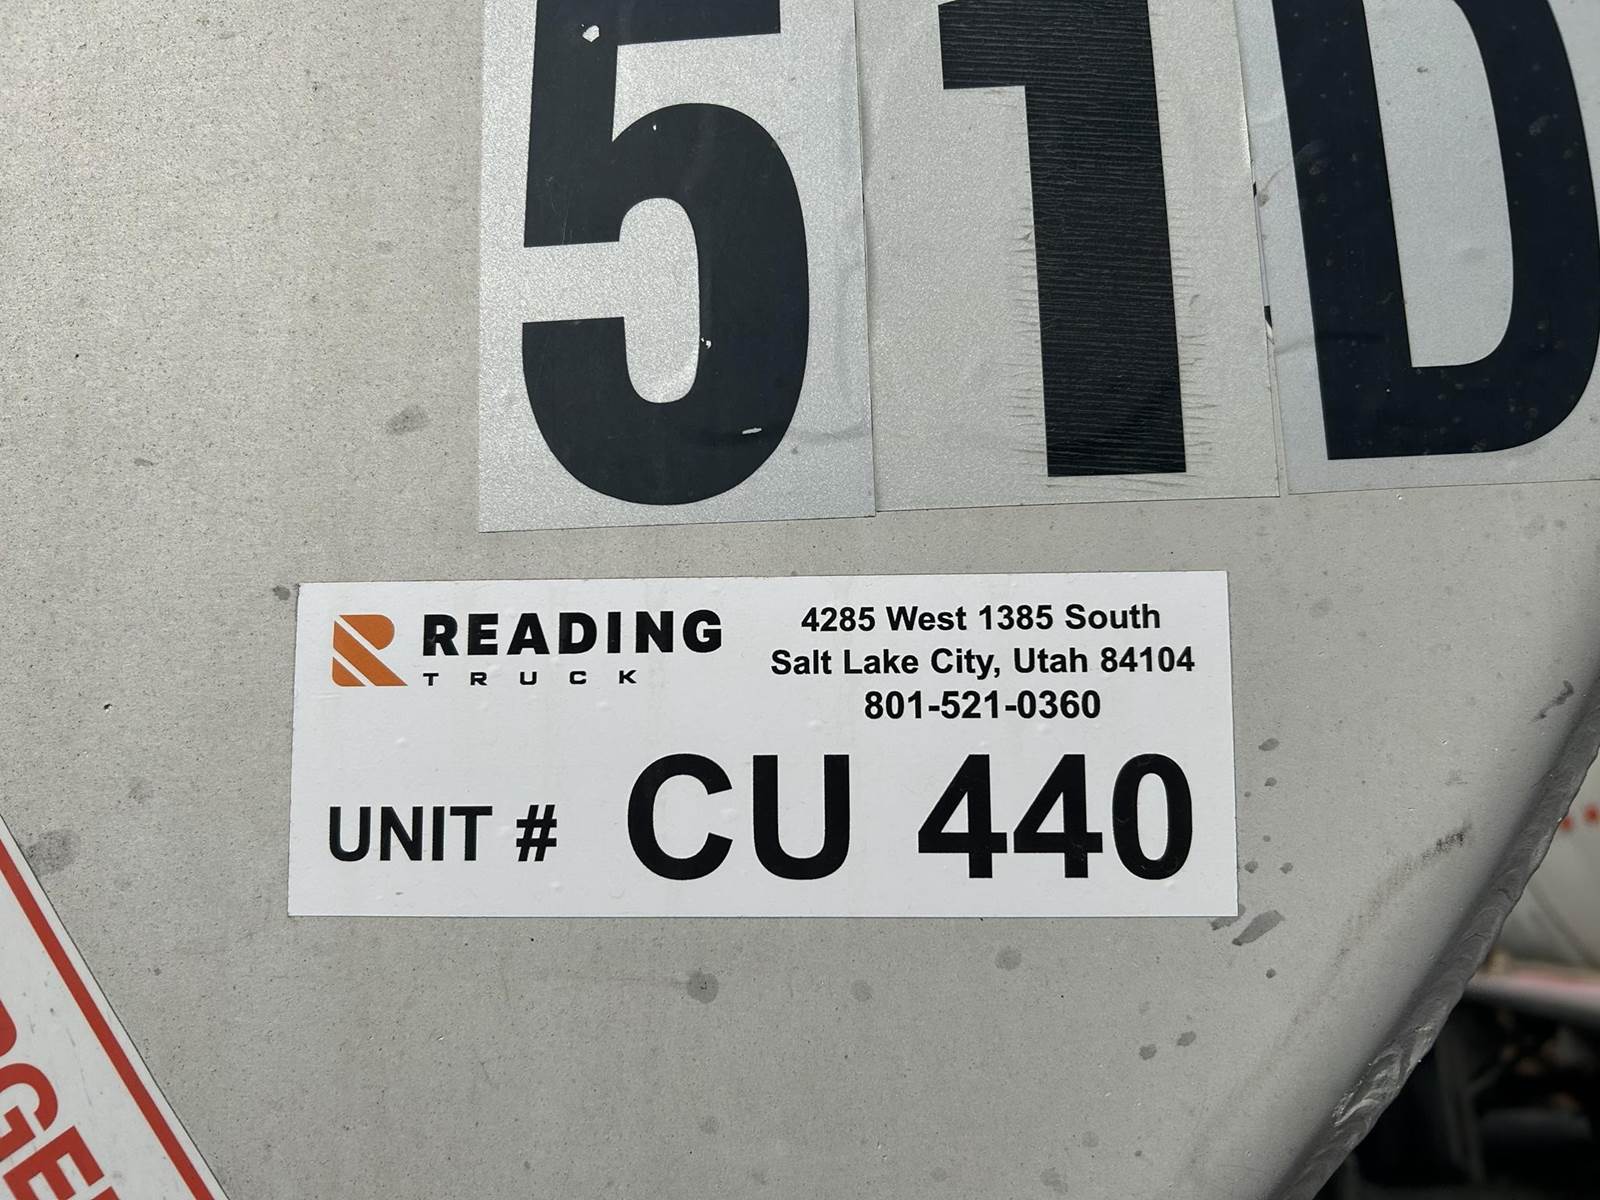 51D
READING
TRUCK
4285 West 1385 South
Salt Lake City, Utah 84104
801-521-0360
UNIT # CU 440